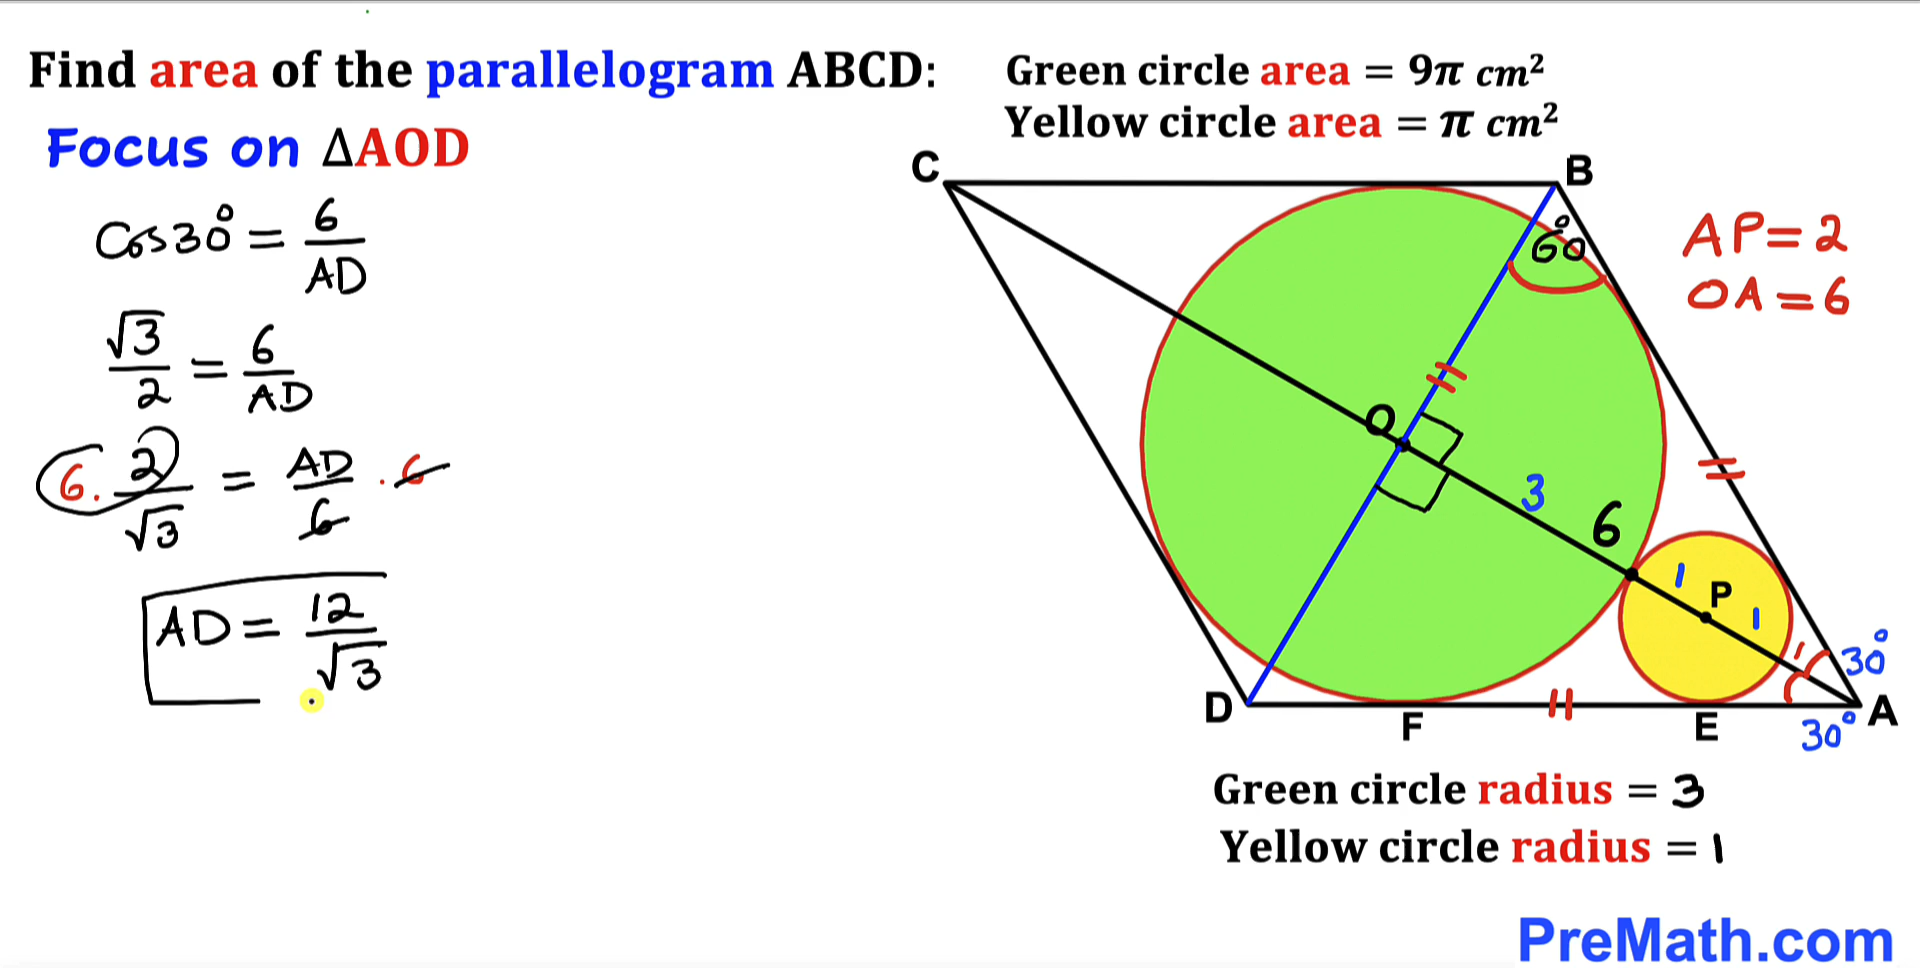 Find area of the parallelogram ABCD:
Green circle area = 9π cm²
Yellow circle area = π cm²
Focus on ΔAOD
Cos30° = 6/AD
√3/2 = 6/AD
6. 2/√3 = AD/6 . 6
AD = 12/√3
C
B
60°
AP = 2
OA = 6
O
3
6
1
P
1
30°
D
F
E
A
30°
Green circle radius = 3
Yellow circle radius = 1
PreMath.com